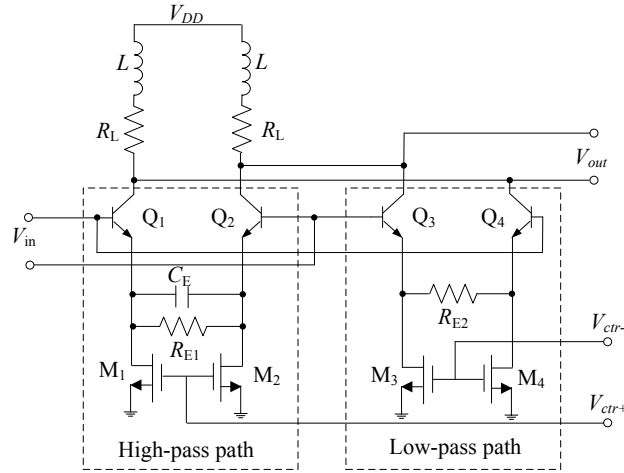 V_DD
L L
R_L R_L
V_out
Q_1 Q_2 Q_3 Q_4
V_in
C_E
R_E2
R_E1
V_ctr-
M_1 M_2 M_3 M_4
V_ctr+
High-pass path Low-pass path